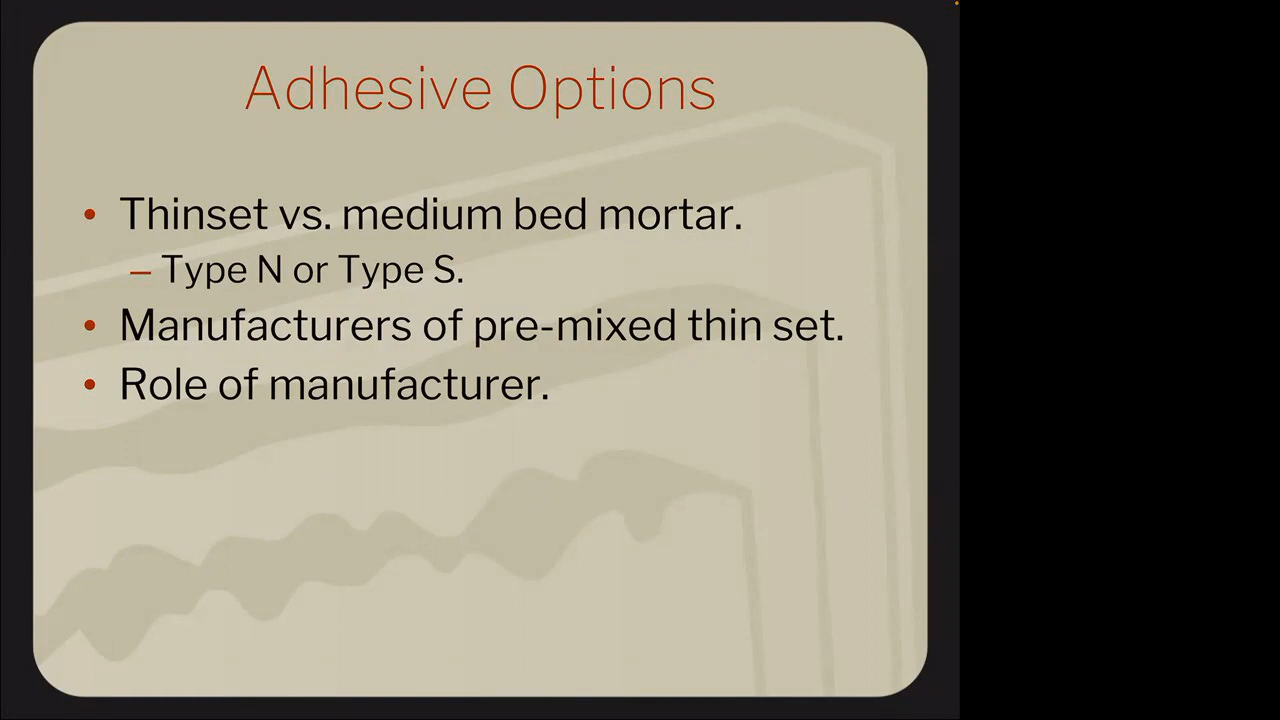 Adhesive Options
• Thinset vs. medium bed mortar.
– Type N or Type S.
• Manufacturers of pre-mixed thin set.
• Role of manufacturer.